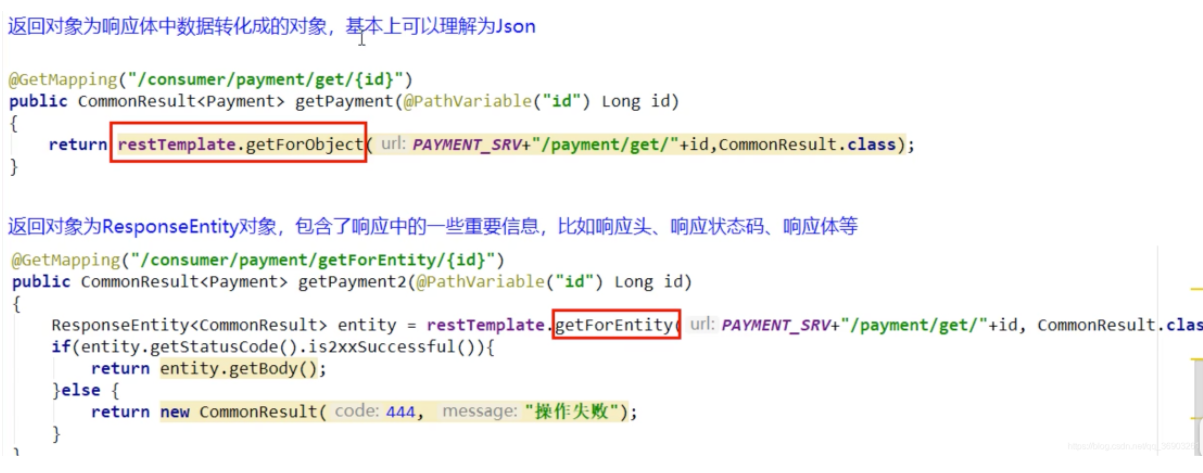 返回对象为响应体中数据转化成的对象，基本上可以理解为Json
@GetMapping("/consumer/payment/get/{id}")
public CommonResult<Payment> getPayment(@PathVariable("id") Long id)
{
return restTemplate.getForObject( url: PAYMENT_SRV+"/payment/get/"+id,CommonResult.class);
}
返回对象为ResponseEntity对象，包含了响应中的一些重要信息，比如响应头、响应状态码、响应体等
@GetMapping("/consumer/payment/getForEntity/{id}")
public CommonResult<Payment> getPayment2(@PathVariable("id") Long id)
{
ResponseEntity<CommonResult> entity = restTemplate.getForEntity( url: PAYMENT_SRV+"/payment/get/"+id, CommonResult.clas
if(entity.getStatusCode().is2xxSuccessful()){
return entity.getBody();
}else {
return new CommonResult( code: 444, message: "操作失败");
}
}